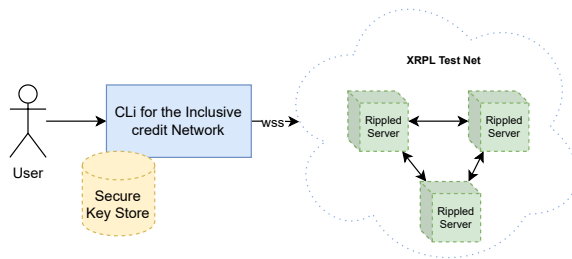 XRPL Test Net
CLi for the Inclusive
credit Network
wss
Rippled
Server
Rippled
Server
User
Secure
Key Store
Rippled
Server